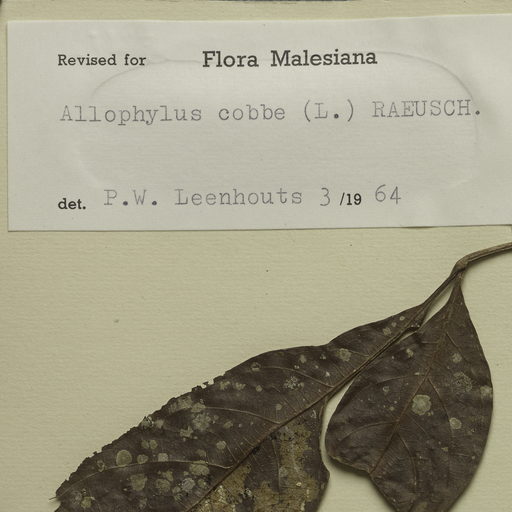 Revised for Flora Malesiana
Allophylus cobbe (L.) RAEUSCH.
det. P.W. Leenhouts 3 /19 64